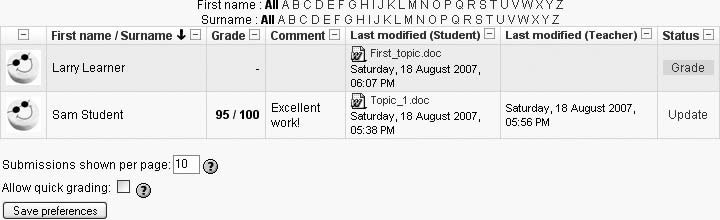 First name : All A B C D E F G H I J K L M N O P Q R S T U V W X Y Z
Surname : All A B C D E F G H I J K L M N O P Q R S T U V W X Y Z
First name / Surname Grade Comment Last modified (Student) Last modified (Teacher) Status
Larry Learner - First_topic.doc Grade
Saturday, 18 August 2007,
06:07 PM
Sam Student 95 / 100 Excellent work! Topic_1.doc Update
Saturday, 18 August 2007,
05:38 PM
Saturday, 18 August 2007,
05:56 PM
Submissions shown per page: 10 ?
Allow quick grading: ?
Save preferences